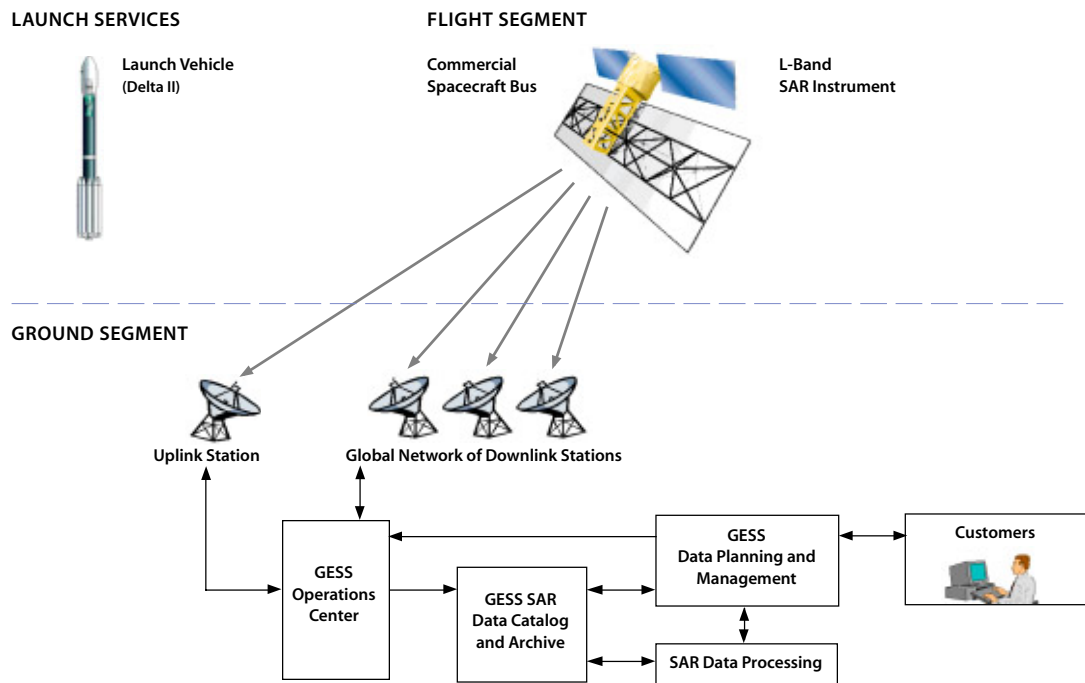 LAUNCH SERVICES
Launch Vehicle
(Delta II)
FLIGHT SEGMENT
Commercial
Spacecraft Bus
L-Band
SAR Instrument
GROUND SEGMENT
Uplink Station
Global Network of Downlink Stations
GESS
Operations
Center
GESS SAR
Data Catalog
and Archive
GESS
Data Planning and
Management
SAR Data Processing
Customers